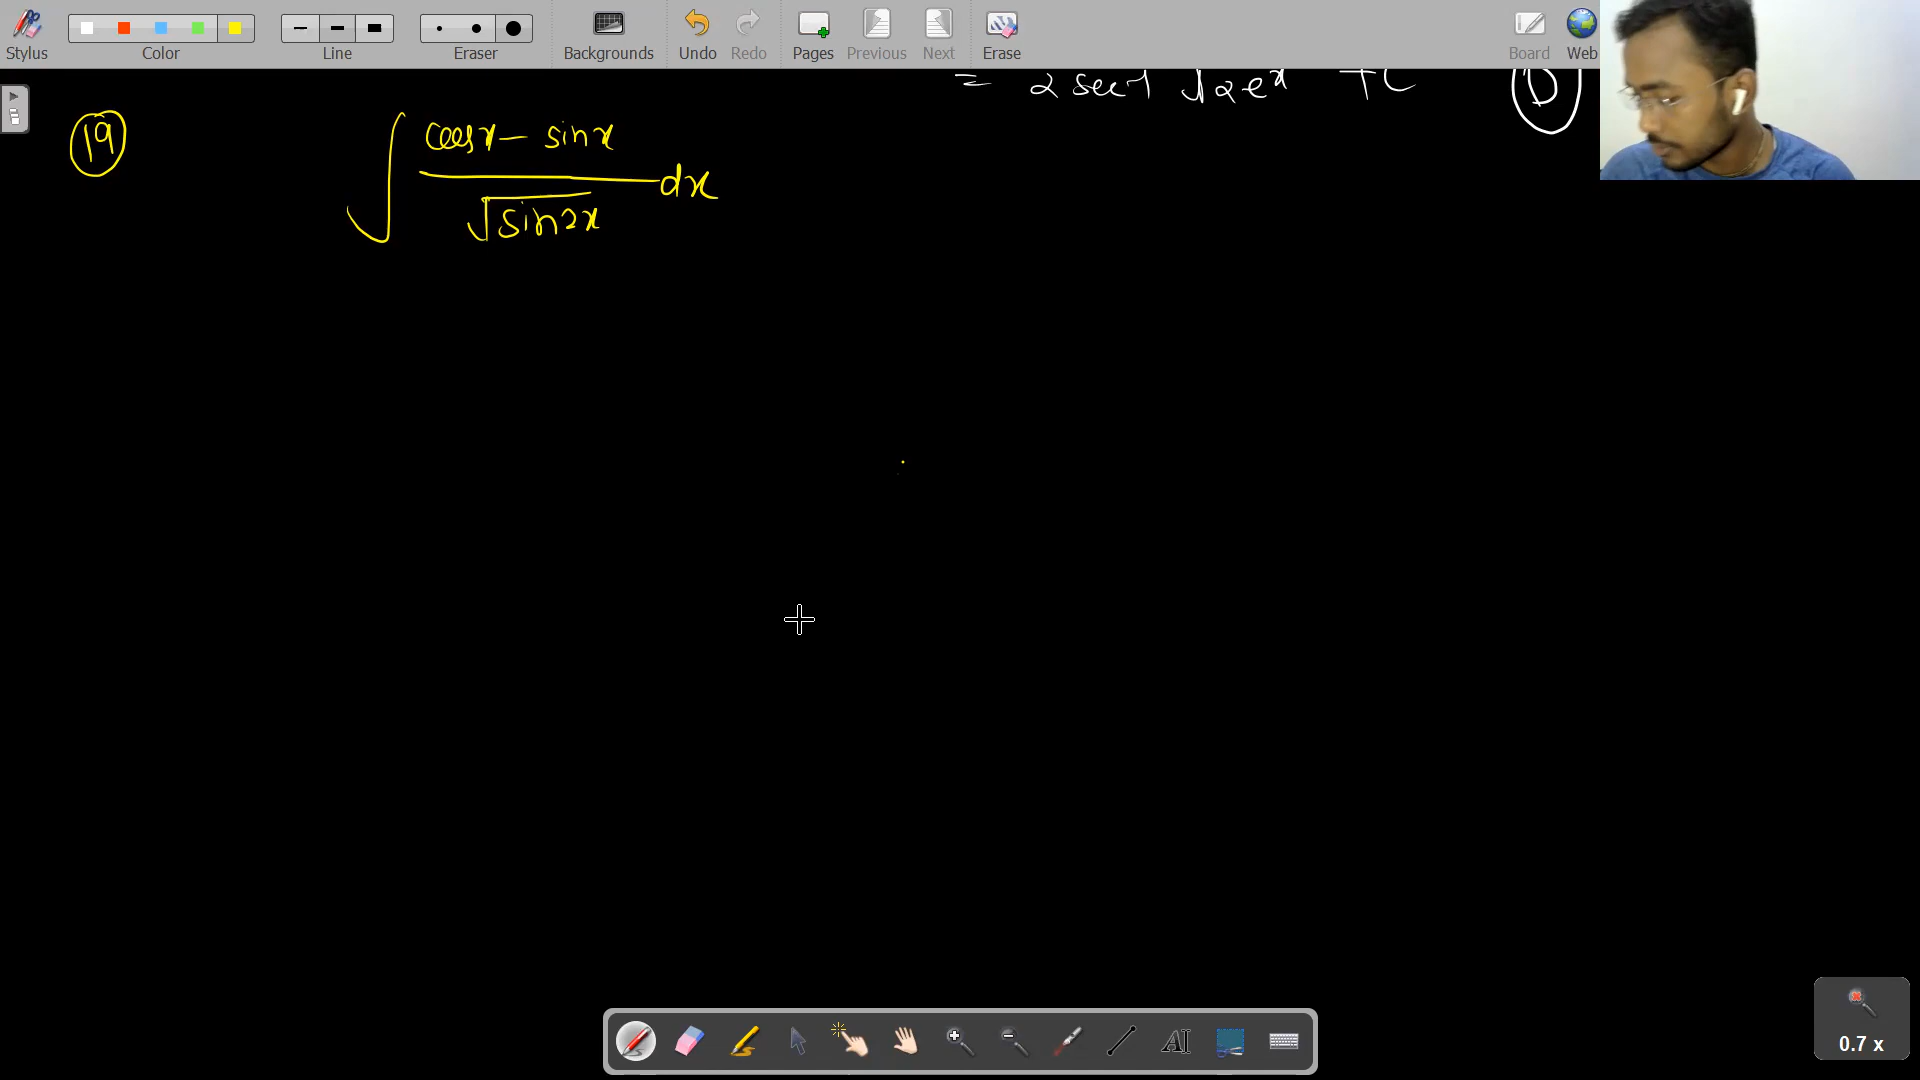 Stylus Color Line Eraser Backgrounds Undo Redo Pages Previous Next Erase Board Web
= 2 sec-1 √2e^x + C (D)
(19) ∫ cosx - sinx / √sin2x dx
0.7 x